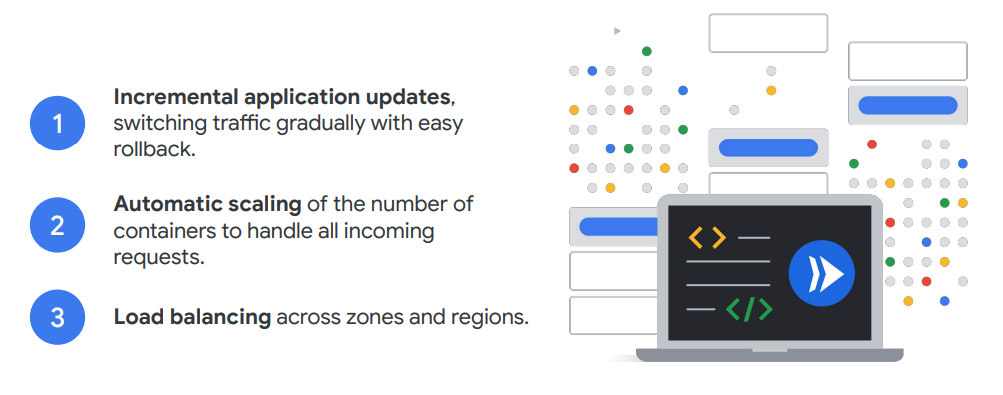 1
Incremental application updates,
switching traffic gradually with easy
rollback.
2
Automatic scaling of the number of
containers to handle all incoming
requests.
3
Load balancing across zones and regions.
< >
</>